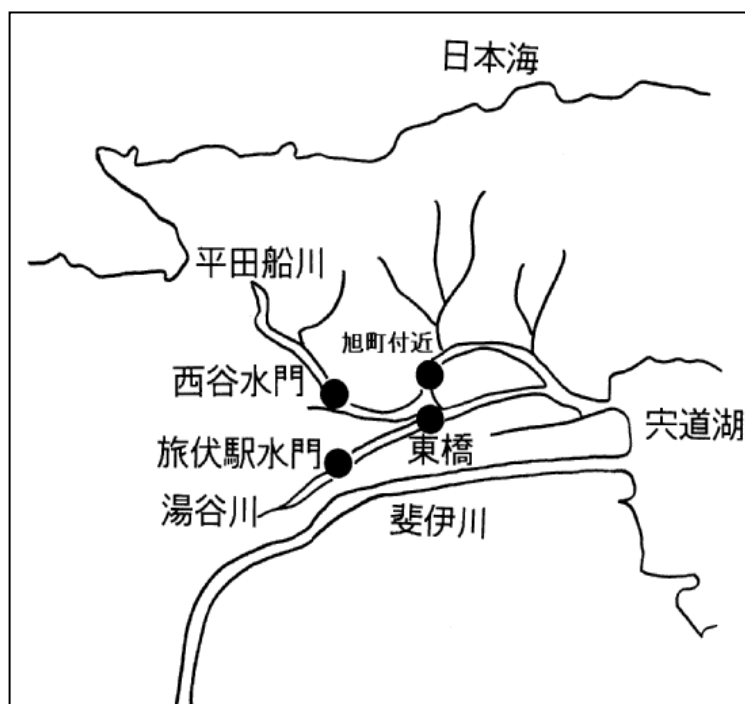 日本海
平田船川
旭町付近
西谷水門
宍道湖
旅伏駅水門
東橋
湯谷川
斐伊川